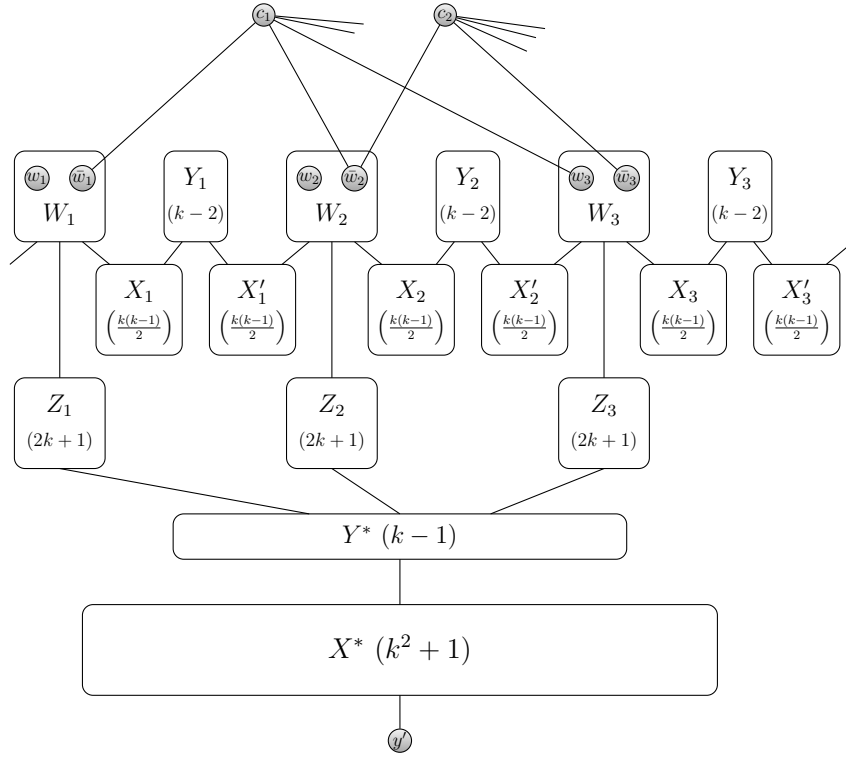 c₁ c₂
w₁ w̄₁ Y₁ w₂ w̄₂ Y₂ w₃ w̄₃ Y₃
W₁ (k − 2) W₂ (k − 2) W₃ (k − 2)
X₁ X′₁ X₂ X′₂ X₃ X′₃
(k(k−1)/2) (k(k−1)/2) (k(k−1)/2) (k(k−1)/2) (k(k−1)/2) (k(k−1)/2)
Z₁ Z₂ Z₃
(2k + 1) (2k + 1) (2k + 1)
Y* (k − 1)
X* (k² + 1)
y′